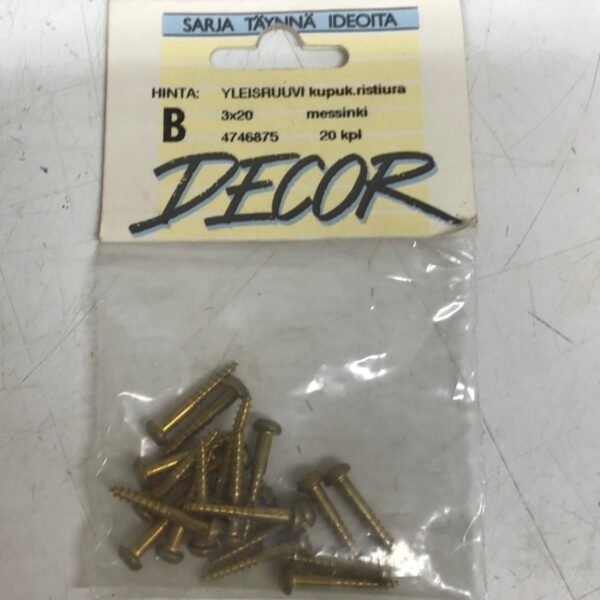 SARJA TÄYNNÄ IDEOITA
HINTA: YLEISRUUVI kupuk.ristiura
B 3x20 messinki
4746875 20 kpl
DECOR